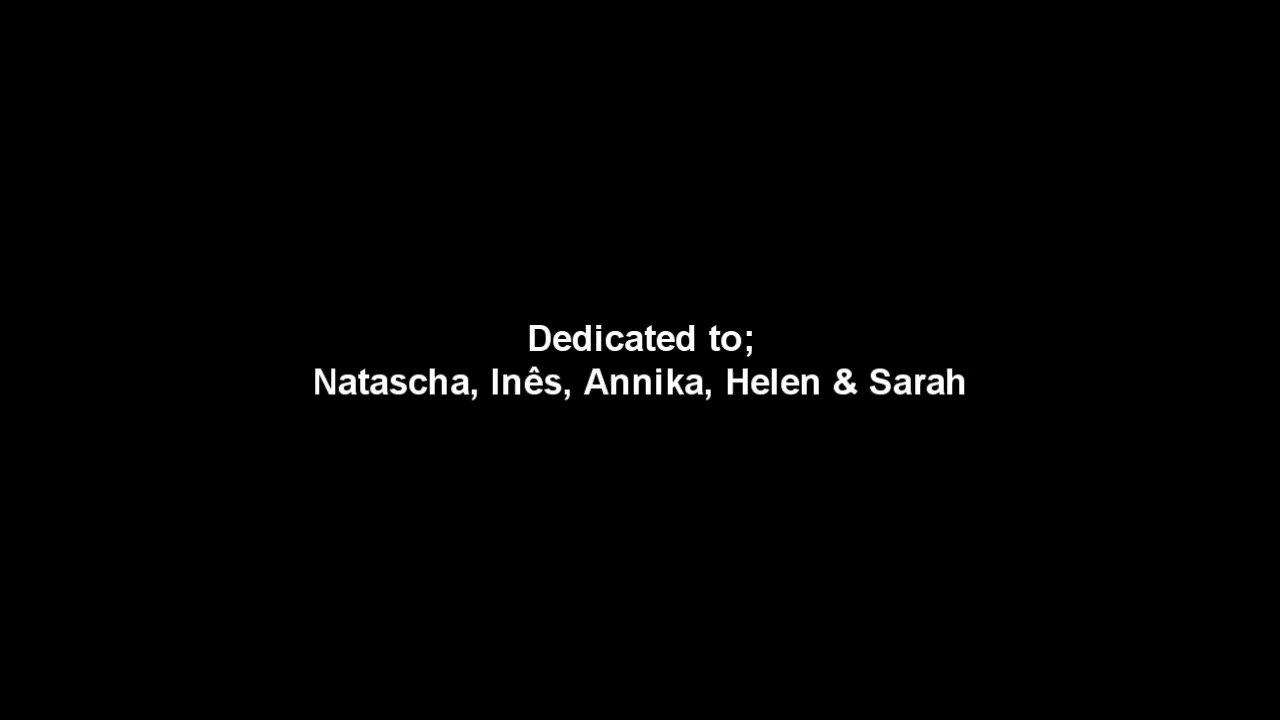 Dedicated to;
Natascha, Inês, Annika, Helen & Sarah